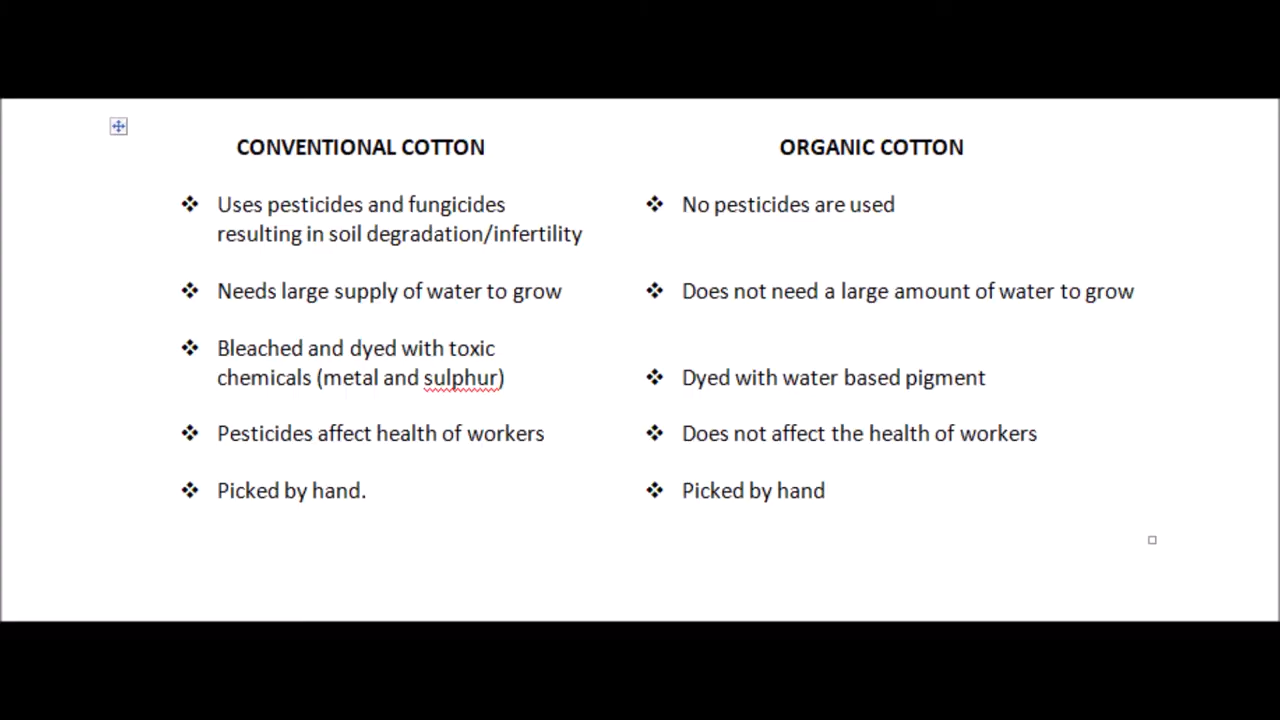 CONVENTIONAL COTTON
ORGANIC COTTON
❖ Uses pesticides and fungicides
resulting in soil degradation/infertility
❖ No pesticides are used
❖ Needs large supply of water to grow
❖ Does not need a large amount of water to grow
❖ Bleached and dyed with toxic
chemicals (metal and sulphur)
❖ Dyed with water based pigment
❖ Pesticides affect health of workers
❖ Does not affect the health of workers
❖ Picked by hand.
❖ Picked by hand